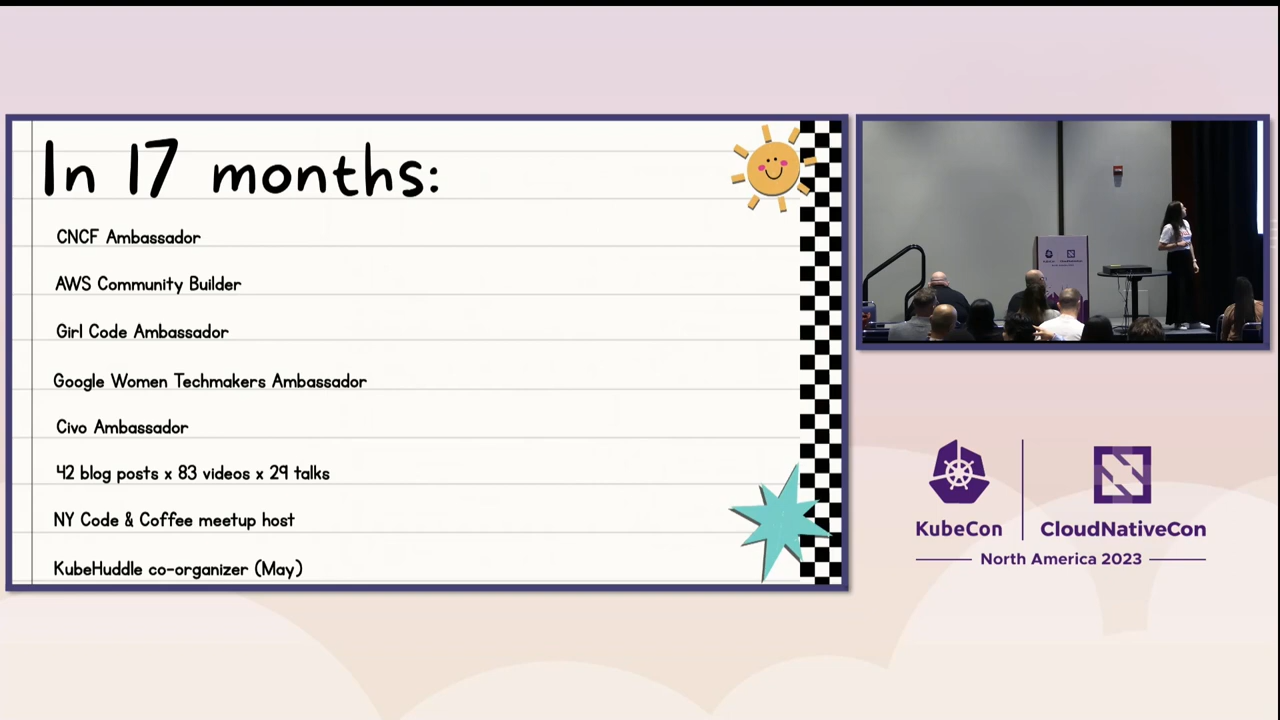 In 17 months:
CNCF Ambassador
AWS Community Builder
Girl Code Ambassador
Google Women Techmakers Ambassador
Civo Ambassador
42 blog posts x 83 videos x 29 talks
NY Code & Coffee meetup host
KubeHuddle co-organizer (May)
KubeCon
CloudNativeCon
North America 2023